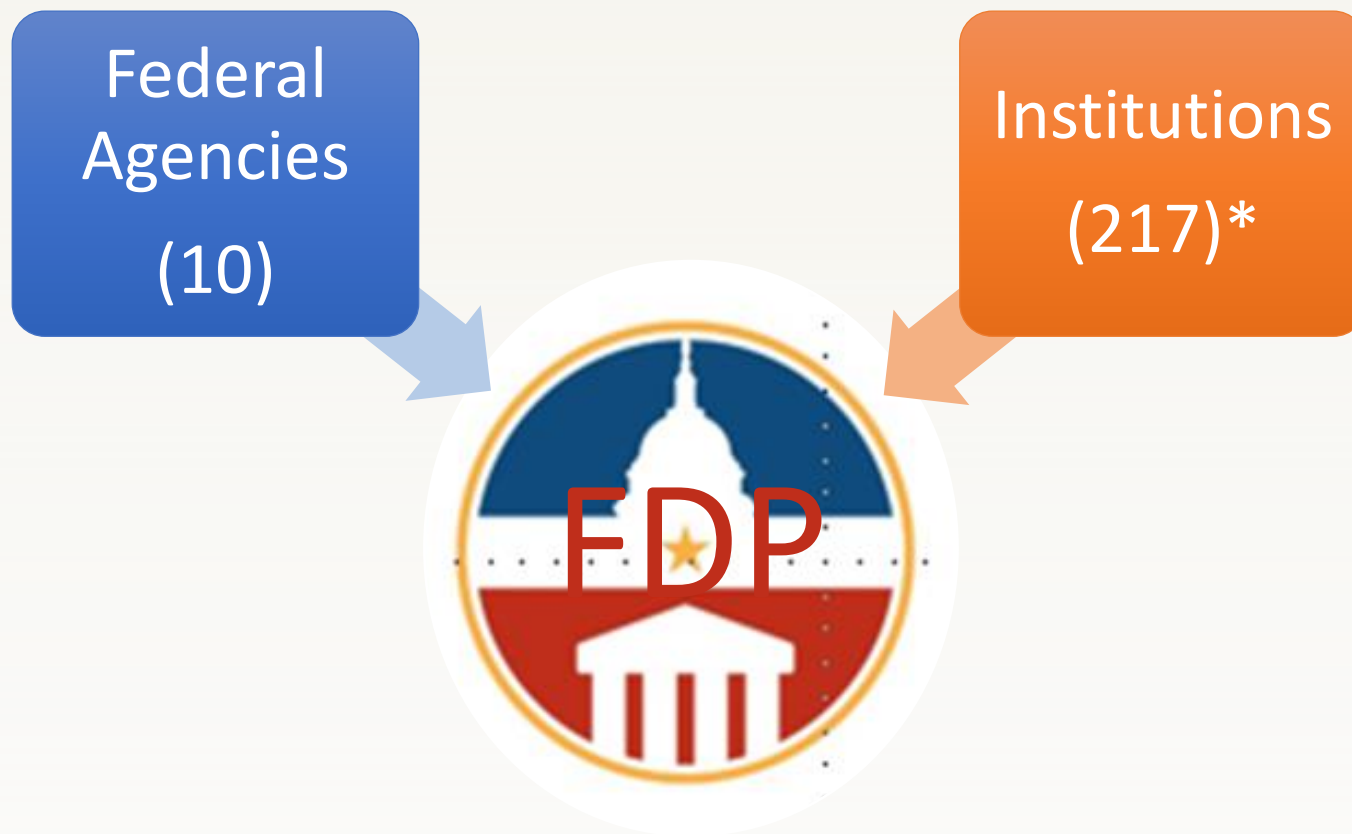 Federal
Agencies
(10)
Institutions
(217)*
FDP